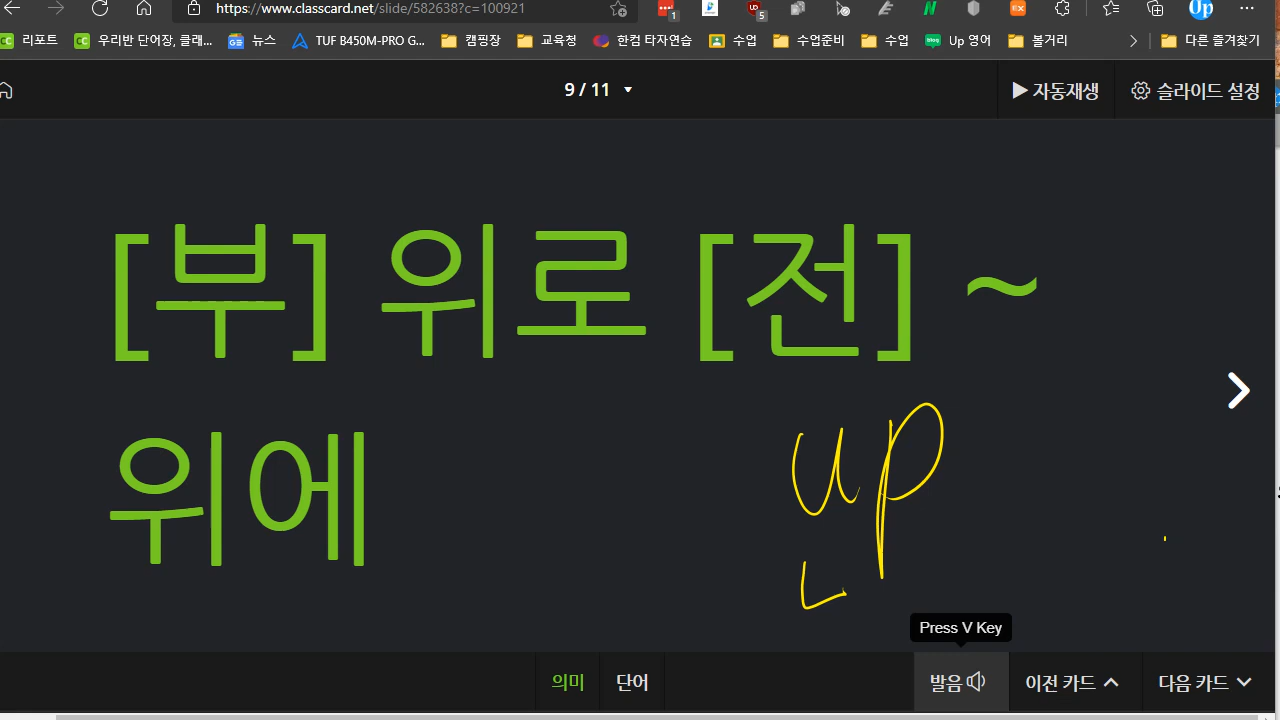 https://www.classcard.net/slide/582638?c=100921
1
5
Up
리포트
우리반 단어장, 클래...
뉴스
TUF B450M-PRO G...
캠핑장
교육청
한컴 타자연습
수업
수업준비
수업
Up 영어
볼거리
다른 즐겨찾기
9 / 11
자동재생
슬라이드 설정
[부] 위로 [전] ~
위에
up
ㄴ
Press V Key
의미
단어
발음
이전 카드
다음 카드